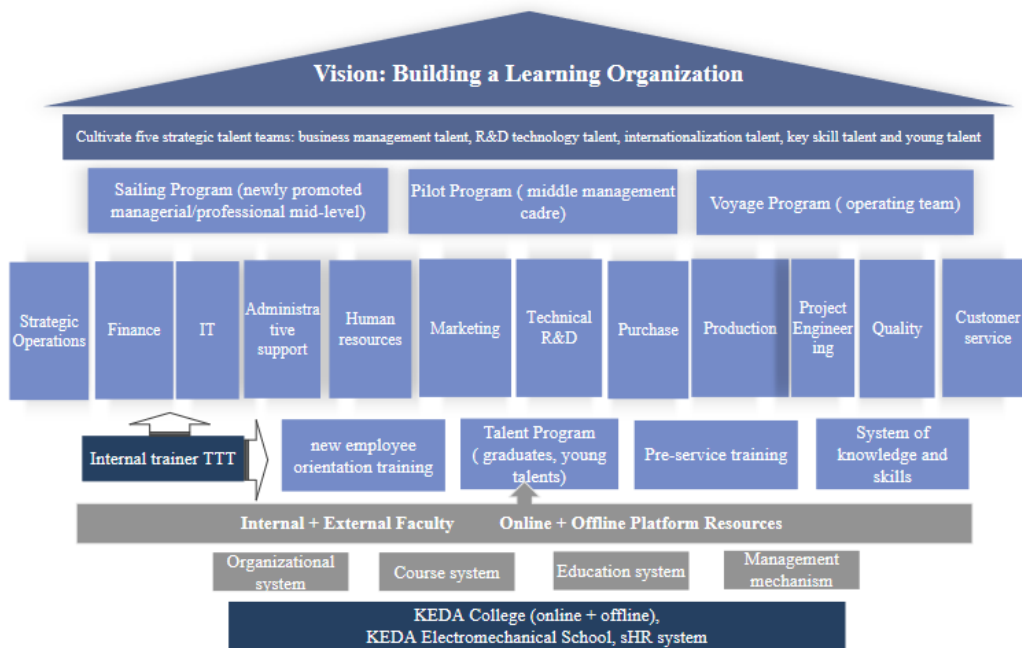 Vision: Building a Learning Organization
Cultivate five strategic talent teams: business management talent, R&D technology talent, internationalization talent, key skill talent and young talent
Sailing Program (newly promoted
managerial/professional mid-level)
Pilot Program ( middle management
cadre)
Voyage Program ( operating team)
Strategic
Operations
Finance
IT
Administra
tive
support
Human
resources
Marketing
Technical
R&D
Purchase
Production
Project
Engineer
ing
Quality
Customer
service
Internal trainer TTT
new employee
orientation training
Talent Program
( graduates, young
talents)
Pre-service training
System of
knowledge and
skills
Internal + External Faculty Online + Offline Platform Resources
Organizational
system
Course system
Education system
Management
mechanism
KEDA College (online + offline),
KEDA Electromechanical School, sHR system